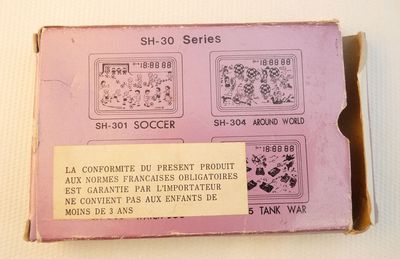 SH-30 Series
18:88 88
18:88 88
SH-301 SOCCER
SH-304 AROUND WORLD
18:88 88
LA CONFORMITE DU PRESENT PRODUIT
AUX NORMES FRANCAISES OBLIGATOIRES
EST GARANTIE PAR L'IMPORTATEUR
NE CONVIENT PAS AUX ENFANTS DE
MOINS DE 3 ANS
5 TANK WAR